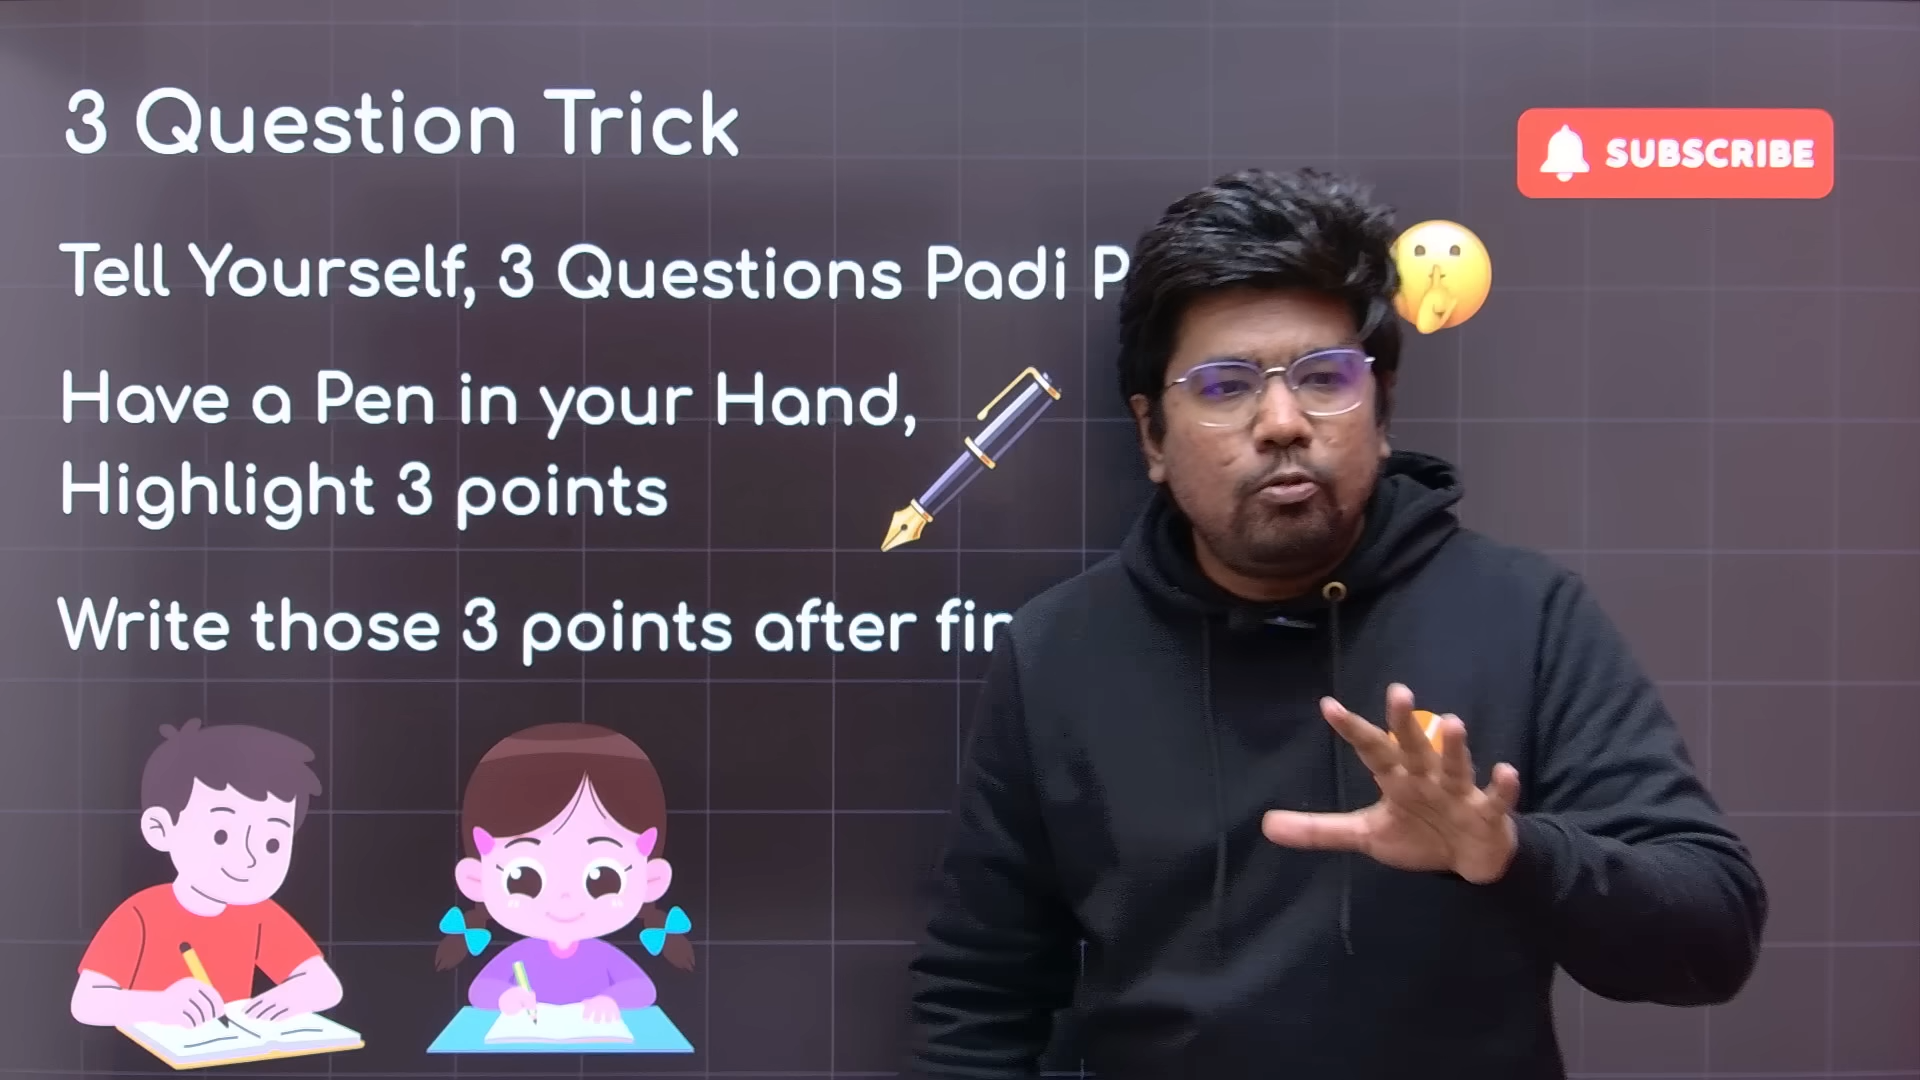 3 Question Trick
SUBSCRIBE
Tell Yourself, 3 Questions Padi
Have a Pen in your Hand,
Highlight 3 points
Write those 3 points after